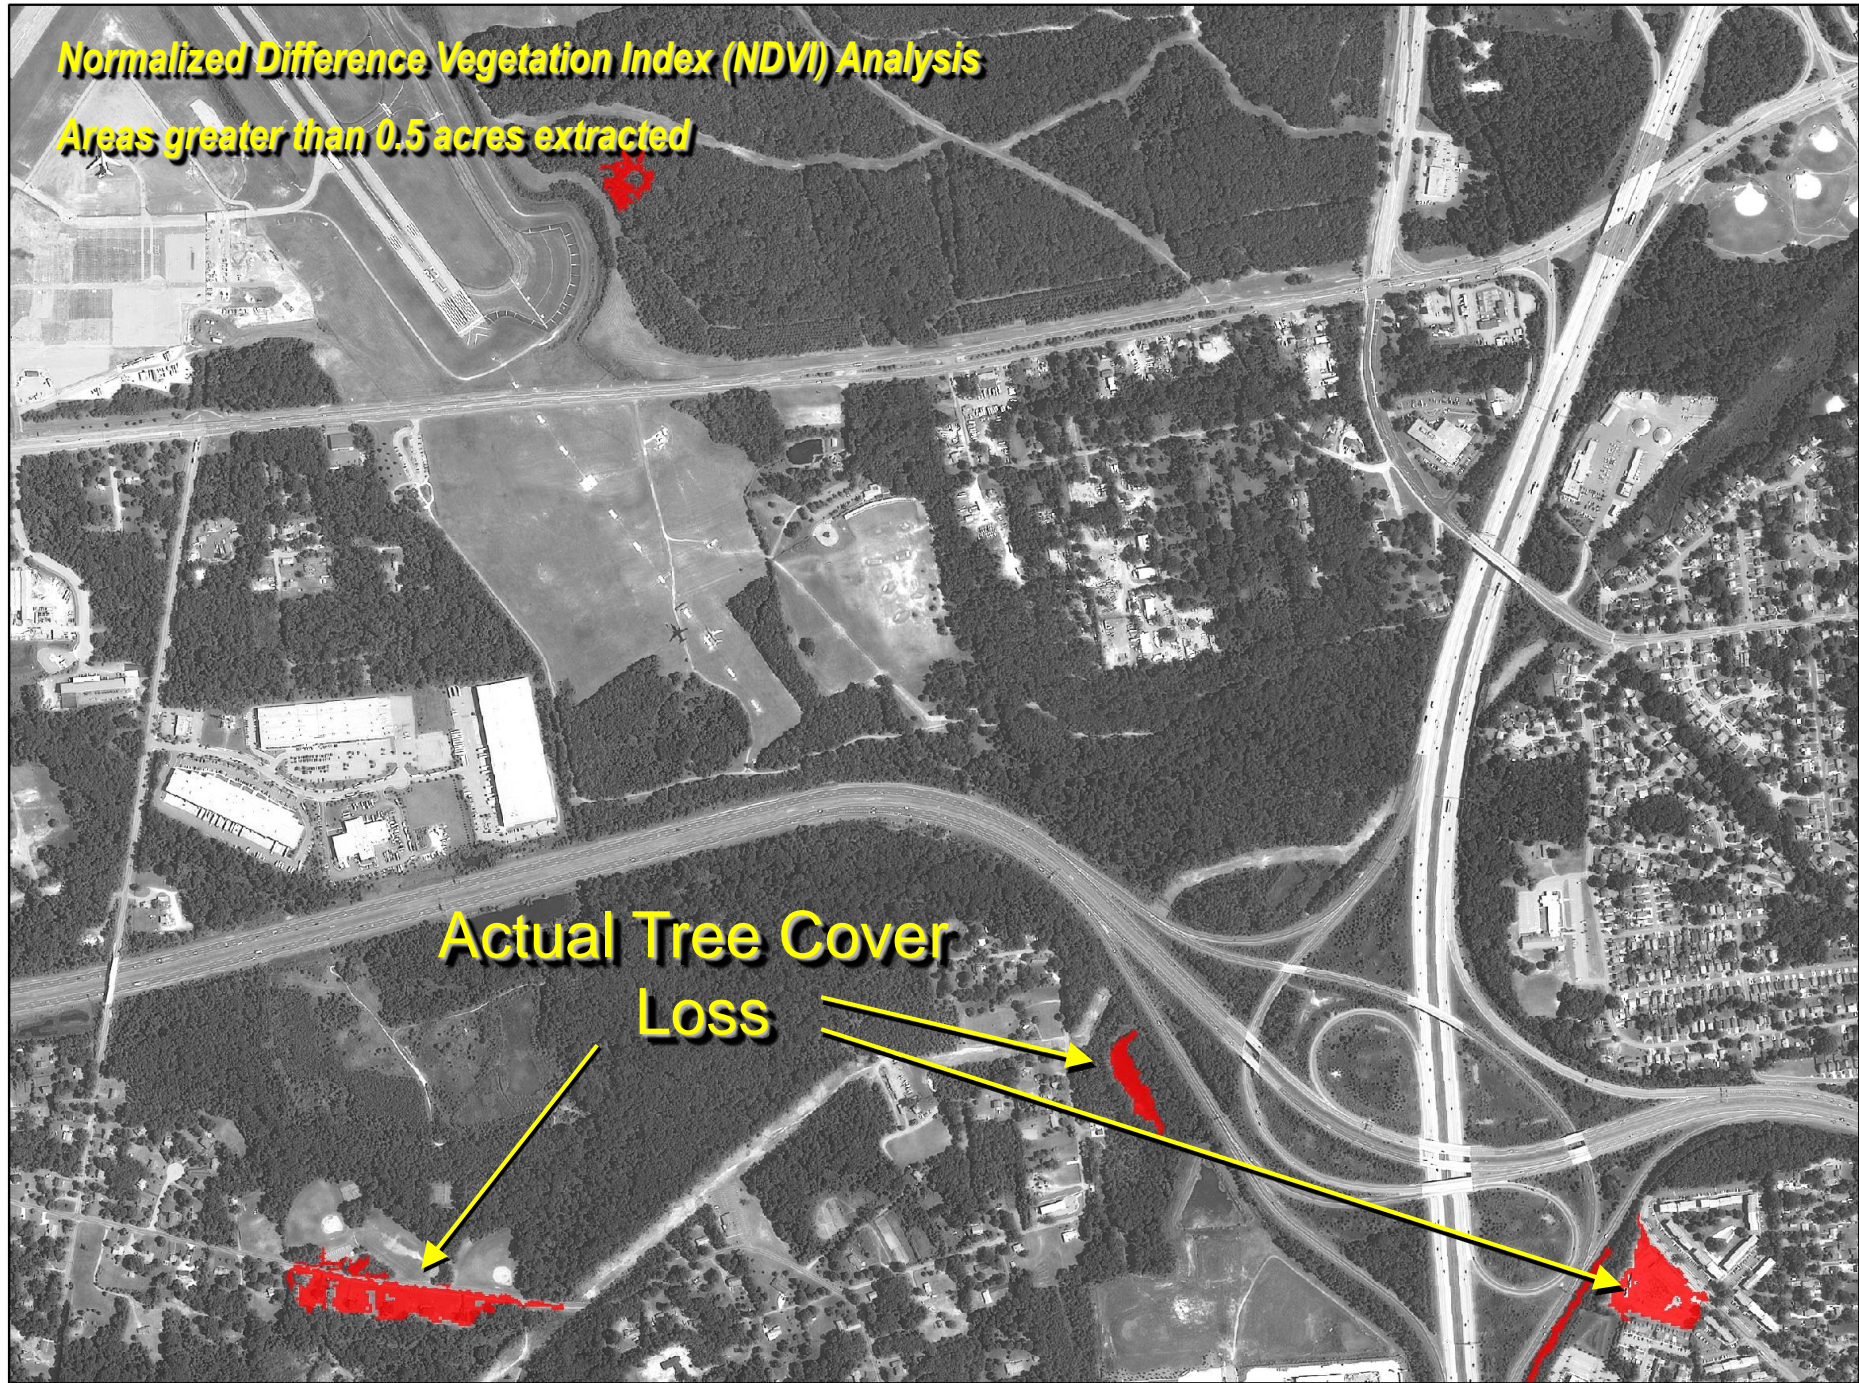 Normalized Difference Vegetation Index (NDVI) Analysis
Areas greater than 0.5 acres extracted
Actual Tree Cover
Loss